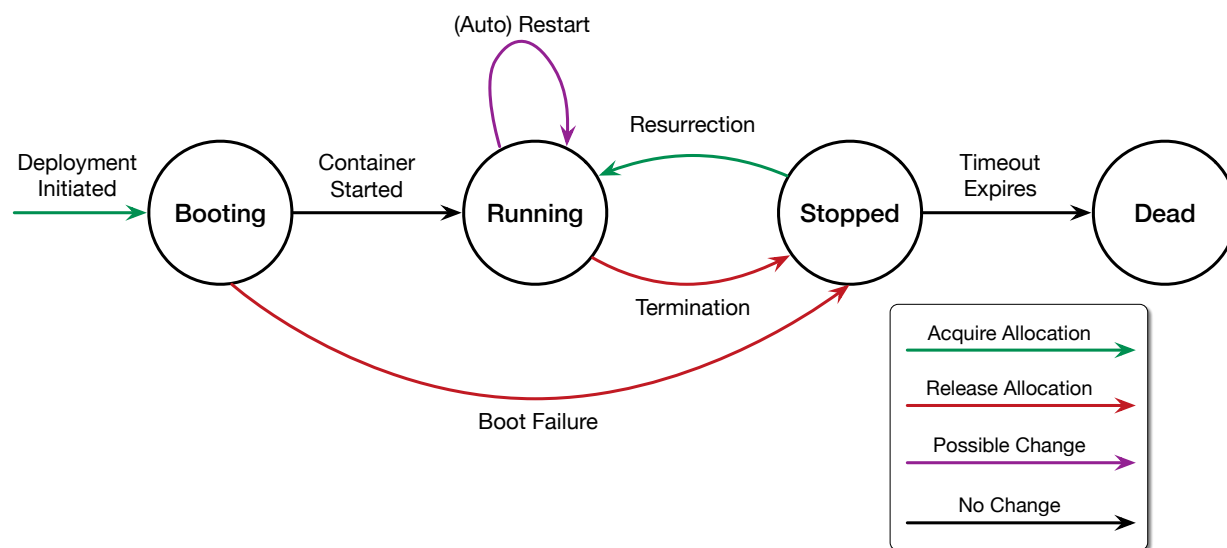 (Auto) Restart
Resurrection
Deployment
Initiated
Container
Started
Timeout
Expires
Booting
Running
Stopped
Dead
Termination
Boot Failure
Acquire Allocation
Release Allocation
Possible Change
No Change